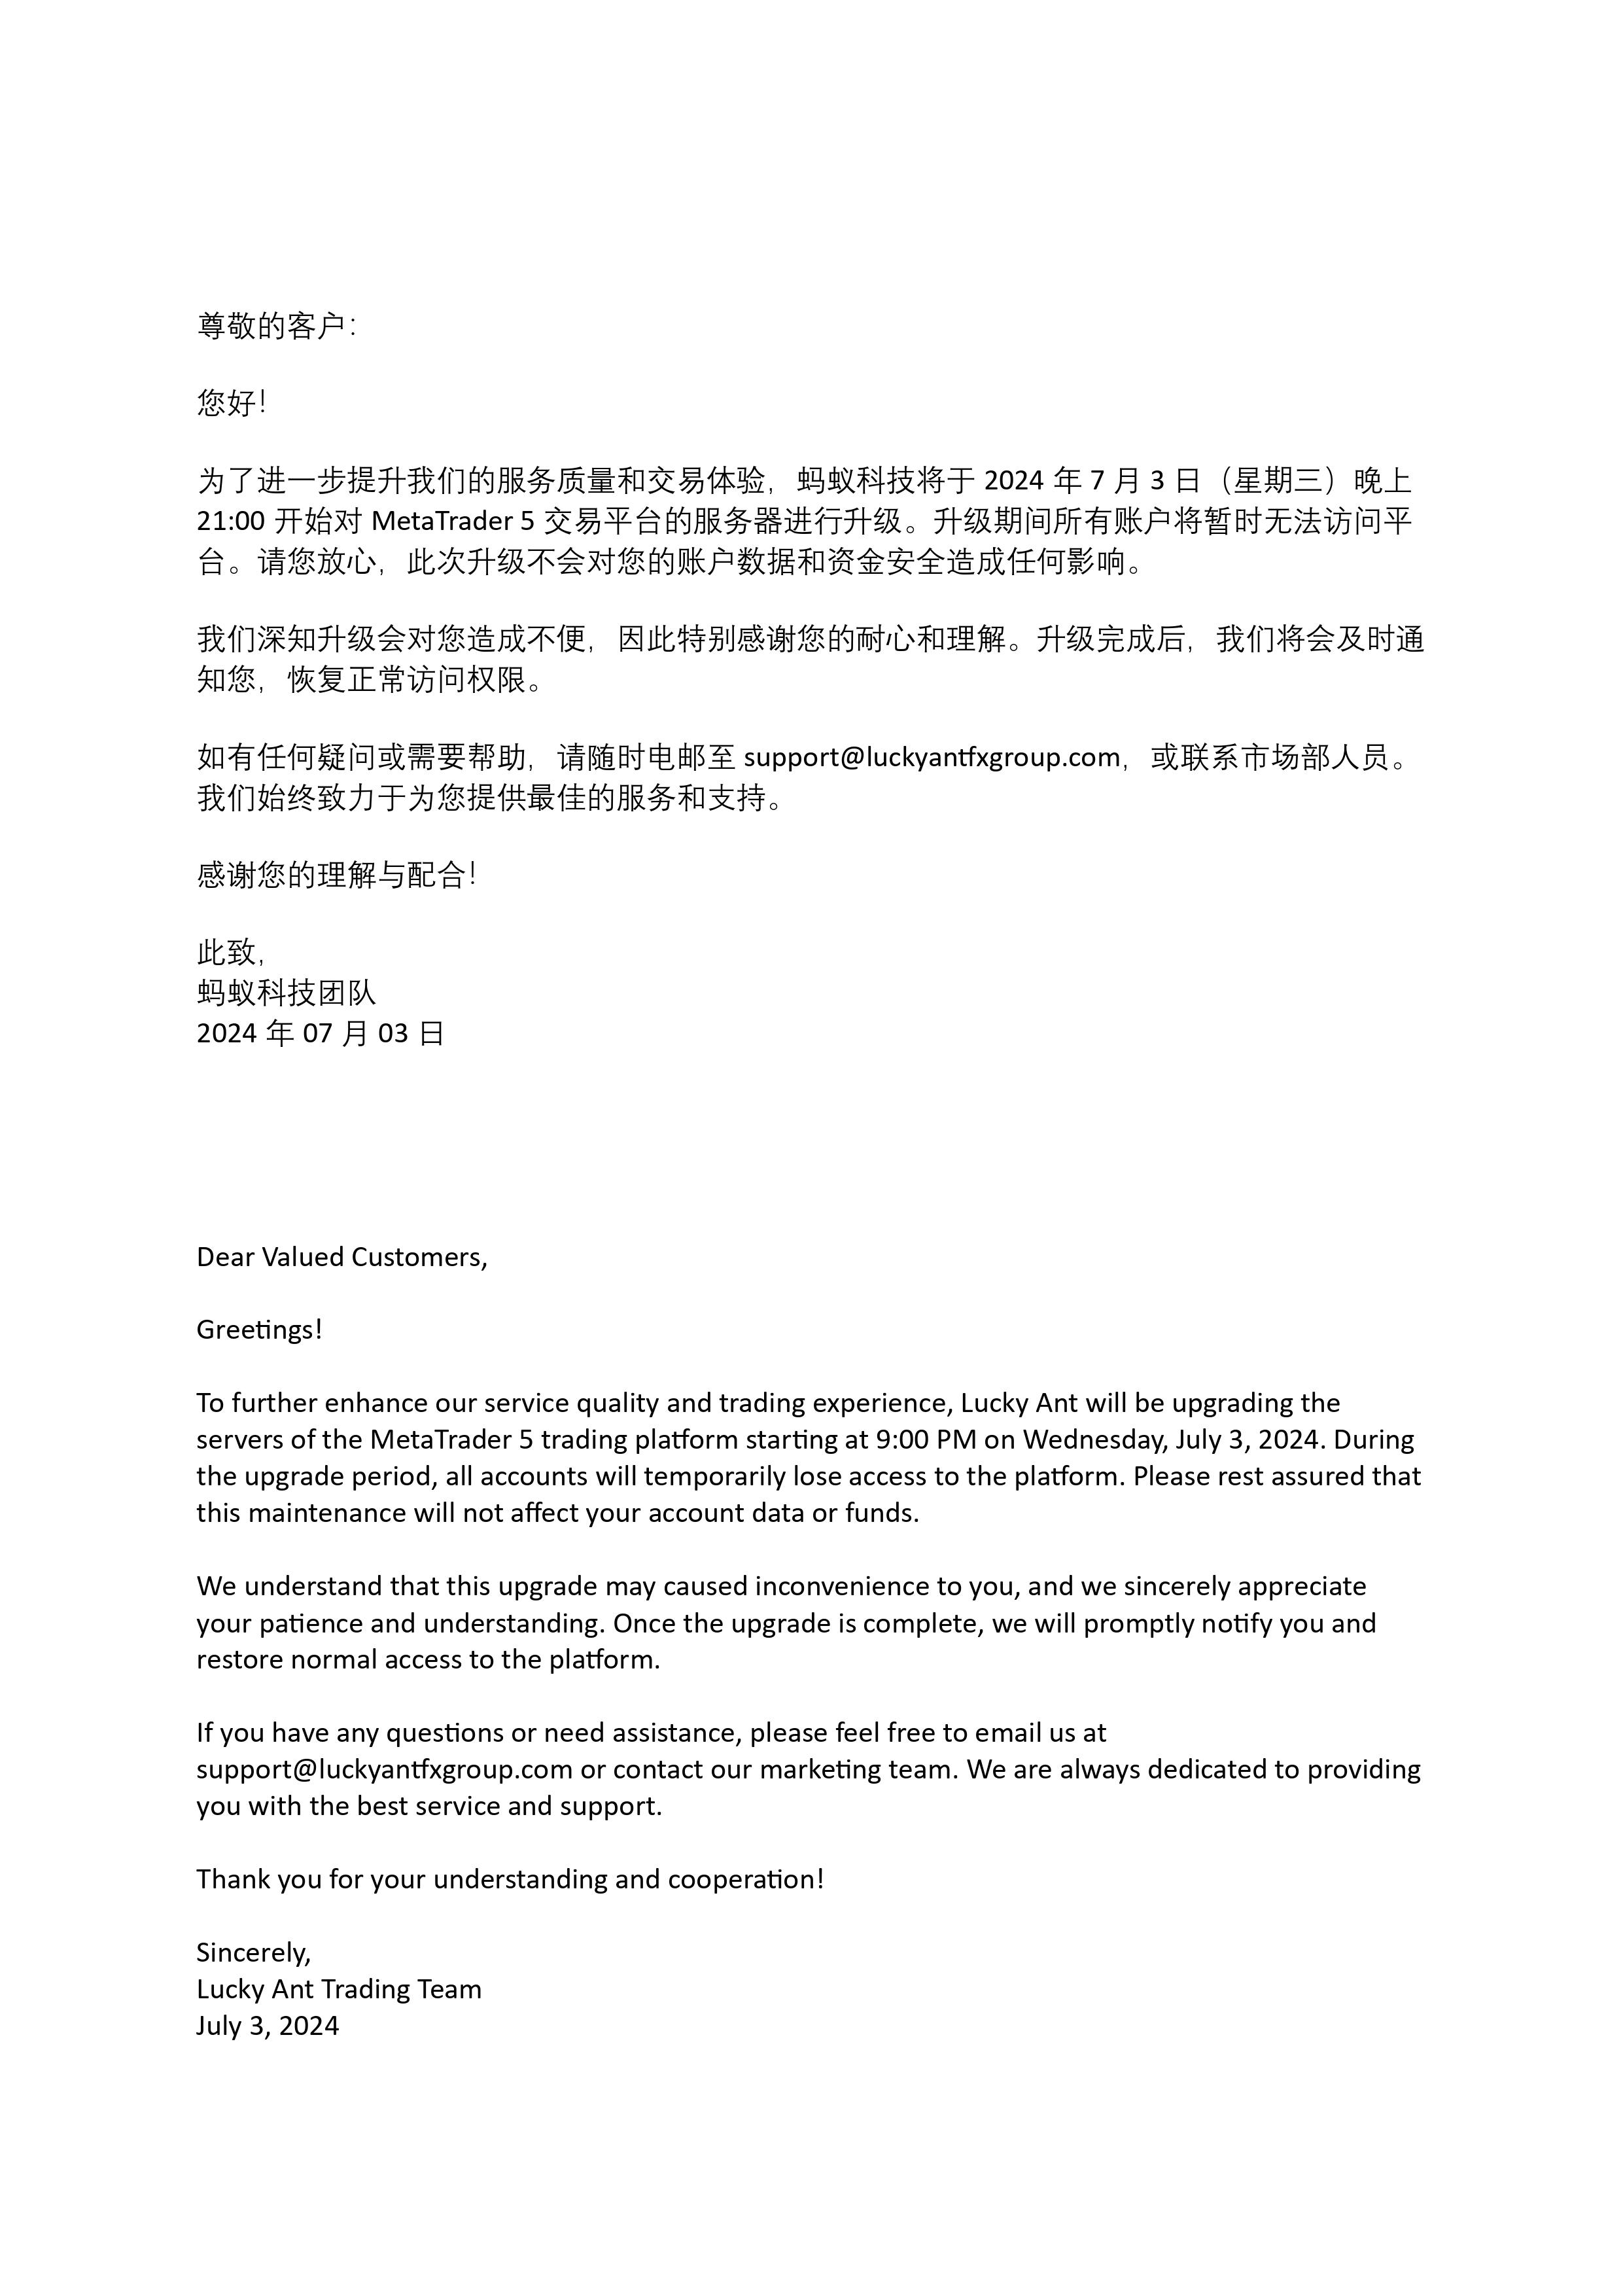 尊敬的客户：
您好！
为了进一步提升我们的服务质量和交易体验，蚂蚁科技将于 2024 年 7 月 3 日（星期三）晚上
21:00 开始对 MetaTrader 5 交易平台的服务器进行升级。升级期间所有账户将暂时无法访问平
台。请您放心，此次升级不会对您的账户数据和资金安全造成任何影响。
我们深知升级会对您造成不便，因此特别感谢您的耐心和理解。升级完成后，我们将会及时通
知您，恢复正常访问权限。
如有任何疑问或需要帮助，请随时电邮至 support@luckyantfxgroup.com，或联系市场部人员。
我们始终致力于为您提供最佳的服务和支持。
感谢您的理解与配合！
此致，
蚂蚁科技团队
2024 年 07 月 03 日
Dear Valued Customers,
Greetings!
To further enhance our service quality and trading experience, Lucky Ant will be upgrading the
servers of the MetaTrader 5 trading platform starting at 9:00 PM on Wednesday, July 3, 2024. During
the upgrade period, all accounts will temporarily lose access to the platform. Please rest assured that
this maintenance will not affect your account data or funds.
We understand that this upgrade may caused inconvenience to you, and we sincerely appreciate
your patience and understanding. Once the upgrade is complete, we will promptly notify you and
restore normal access to the platform.
If you have any questions or need assistance, please feel free to email us at
support@luckyantfxgroup.com or contact our marketing team. We are always dedicated to providing
you with the best service and support.
Thank you for your understanding and cooperation!
Sincerely,
Lucky Ant Trading Team
July 3, 2024